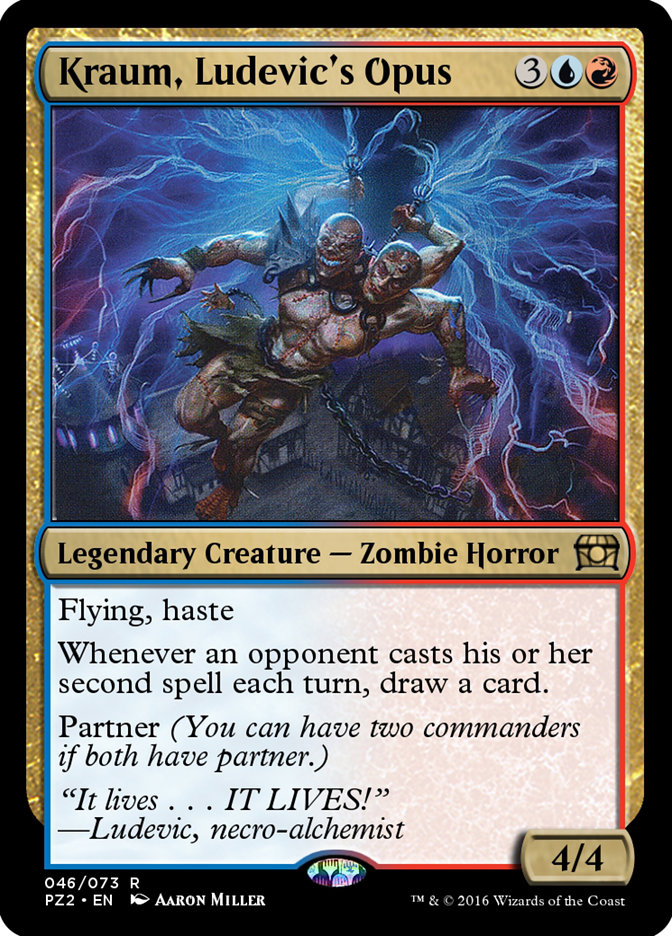 Kraum, Ludevic's Opus 3
Legendary Creature — Zombie Horror
Flying, haste
Whenever an opponent casts his or her
second spell each turn, draw a card.
Partner (You can have two commanders
if both have partner.)
"It lives . . . IT LIVES!"
—Ludevic, necro-alchemist
4/4
046/073 R
PZ2 • EN Aaron Miller
™ & © 2016 Wizards of the Coast